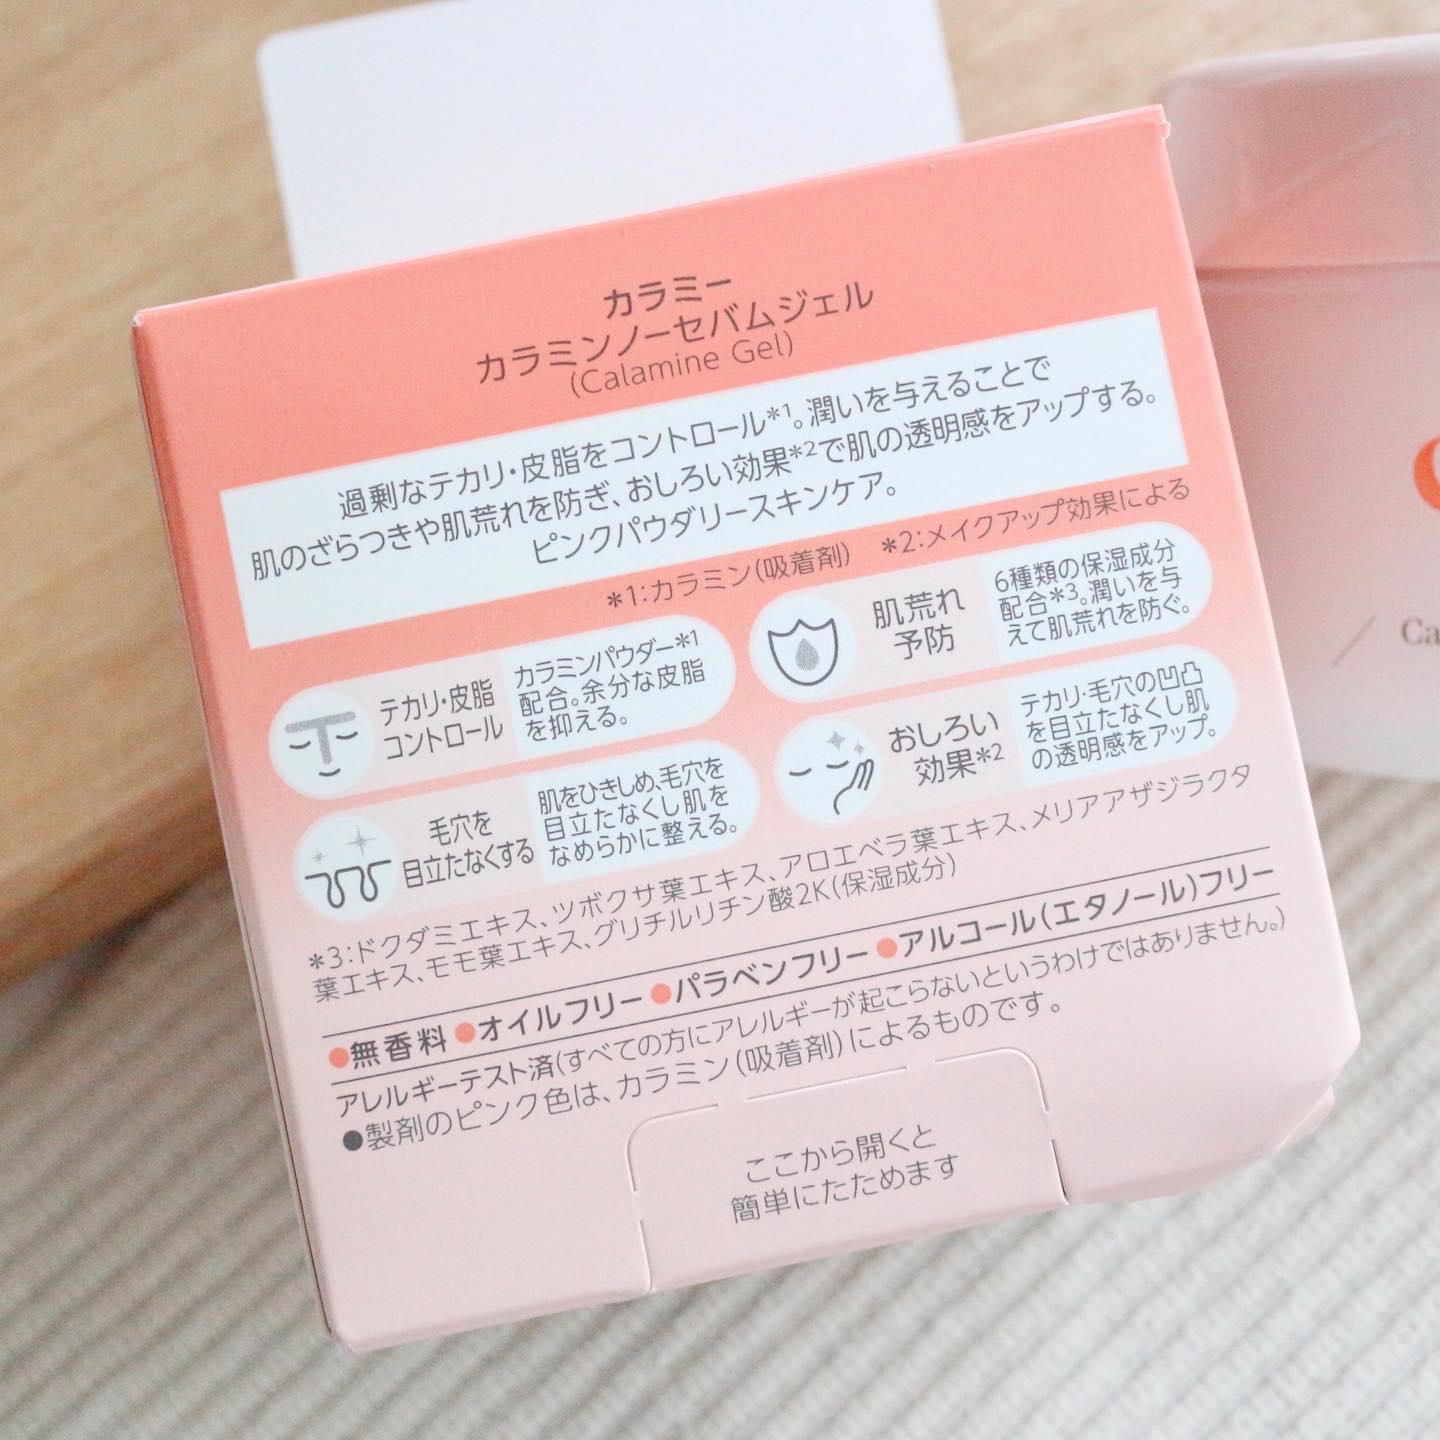 カラミー
カラミンノーセバムジェル
(Calamine Gel)
過剰なテカリ・皮脂をコントロール*1。潤いを与えることで
肌のざらつきや肌荒れを防ぎ、おしろい効果*2で肌の透明感をアップする。
ピンクパウダリースキンケア。
*1:カラミン(吸着剤) *2:メイクアップ効果による
テカリ・皮脂
コントロール
カラミンパウダー*1
配合。余分な皮脂
を抑える。
肌荒れ
予防
6種類の保湿成分
配合*3。潤いを与
えて肌荒れを防ぐ。
毛穴を
目立たなくする
肌をひきしめ、毛穴を
目立たなくし肌を
なめらかに整える。
おしろい
効果*2
テカリ・毛穴の凹凸
を目立たなくし肌
の透明感をアップ。
*3:ドクダミエキス、ツボクサ葉エキス、アロエベラ葉エキス、メリアアザジラクタ
葉エキス、モモ葉エキス、グリチルリチン酸2K(保湿成分)
●無香料 ●オイルフリー ●パラベンフリー ●アルコール(エタノール)フリー
アレルギーテスト済(すべての方にアレルギーが起こらないというわけではありません。)
●製剤のピンク色は、カラミン(吸着剤)によるものです。
ここから開くと
簡単にたためます
Ca